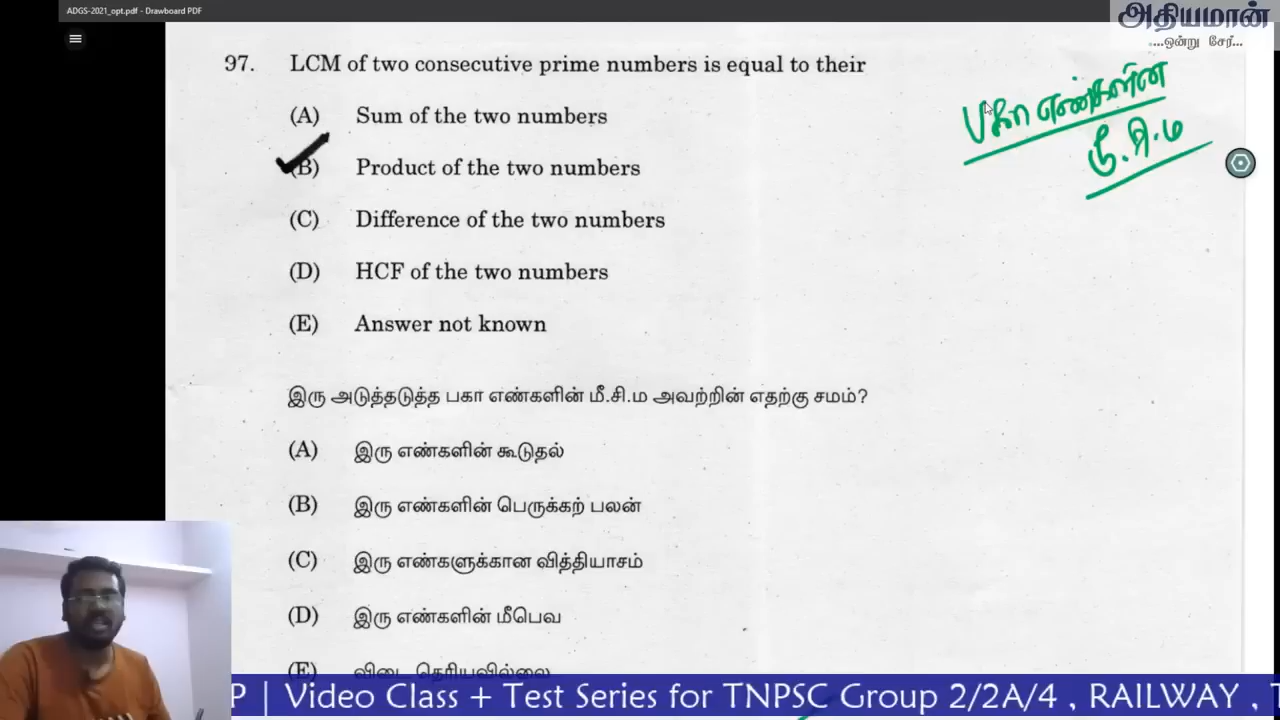 ADGS-2021_opt.pdf - Drawboard PDF
அதியமான்
....ஒன்று சேர்...
97. LCM of two consecutive prime numbers is equal to their
(A) Sum of the two numbers
(B) Product of the two numbers
(C) Difference of the two numbers
(D) HCF of the two numbers
(E) Answer not known
பகா எண்களின்
மீ.சி.ம
இரு அடுத்தடுத்த பகா எண்களின் மீ.சி.ம அவற்றின் எதற்கு சமம்?
(A) இரு எண்களின் கூடுதல்
(B) இரு எண்களின் பெருக்கற் பலன்
(C) இரு எண்களுக்கான வித்தியாசம்
(D) இரு எண்களின் மீபெவ
(E) விடை தெரியவில்லை
P | Video Class + Test Series for TNPSC Group 2/2A/4 , RAILWAY , T